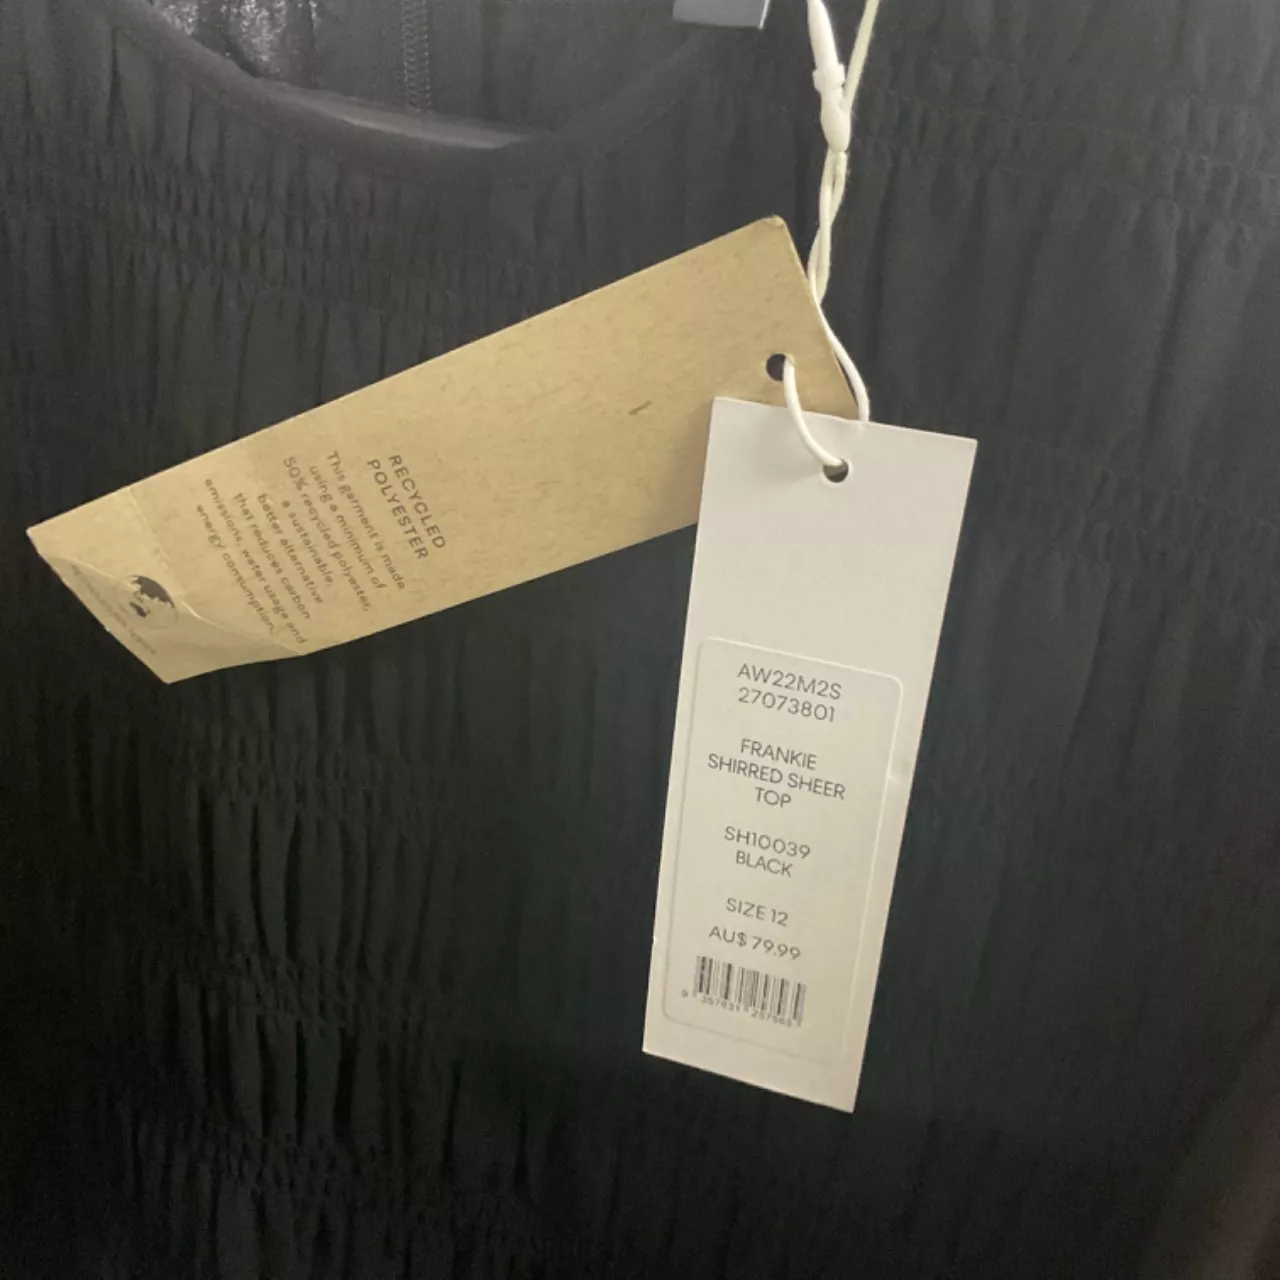 RECYCLED
POLYESTER
This garment is made
using a minimum of
50% recycled polyester,
a sustainable,
better alternative
that reduces carbon
emissions, water usage and
energy consumption.
AW22M2S
27073801
FRANKIE
SHIRRED SHEER
TOP
SH10039
BLACK
SIZE 12
AU$ 79.99